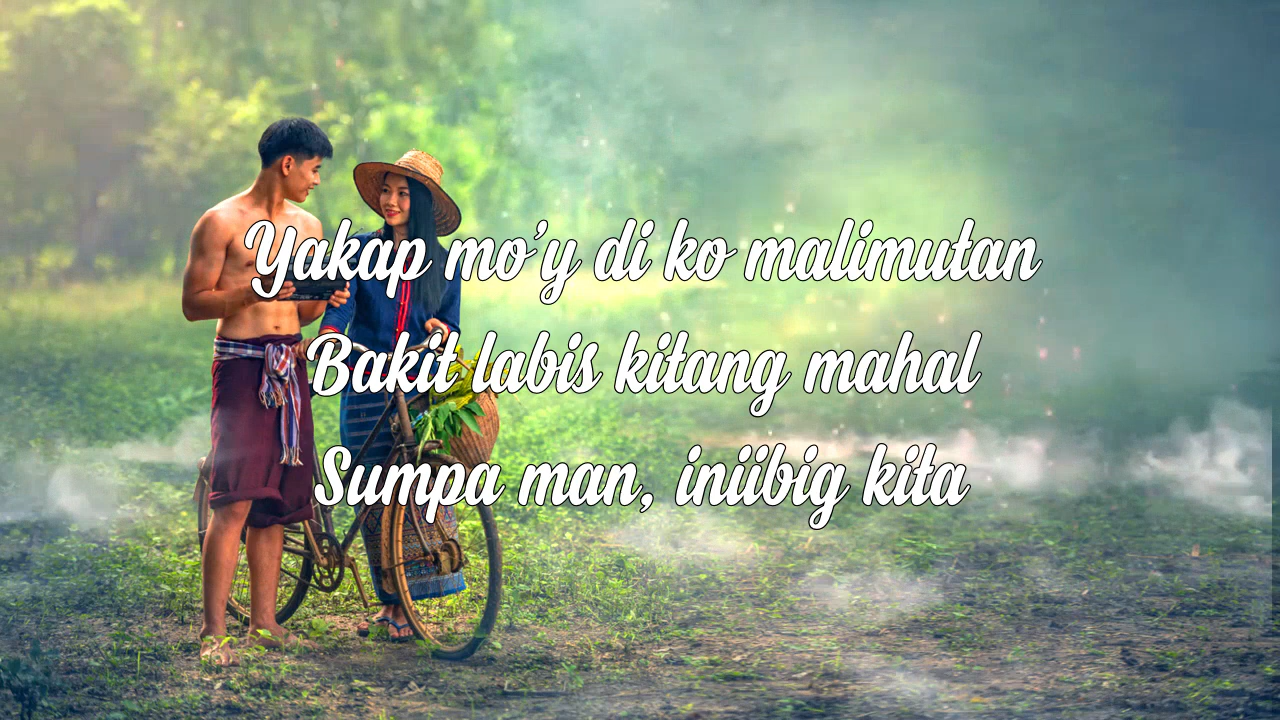 Yakap mo'y di ko malimutan
Bakit labis kitang mahal
Sumpa man, iniibig kita